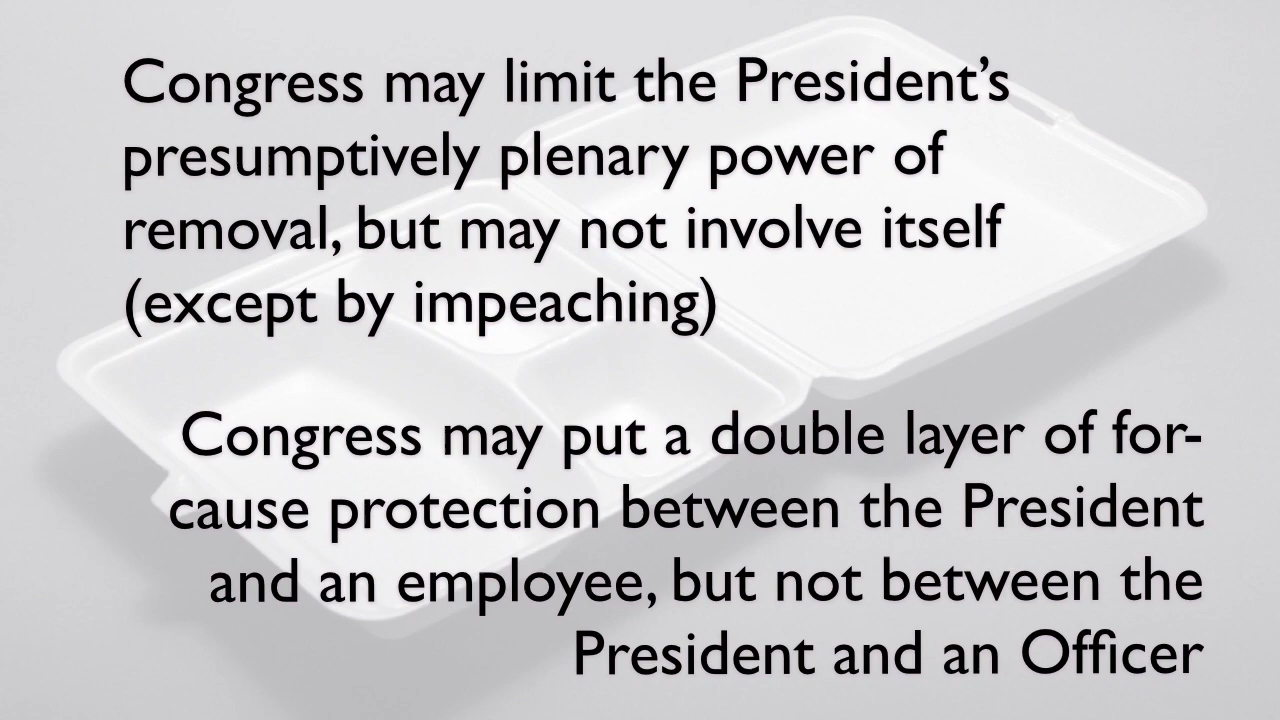 Congress may limit the President’s
presumptively plenary power of
removal, but may not involve itself
(except by impeaching)
Congress may put a double layer of for-
cause protection between the President
and an employee, but not between the
President and an Officer